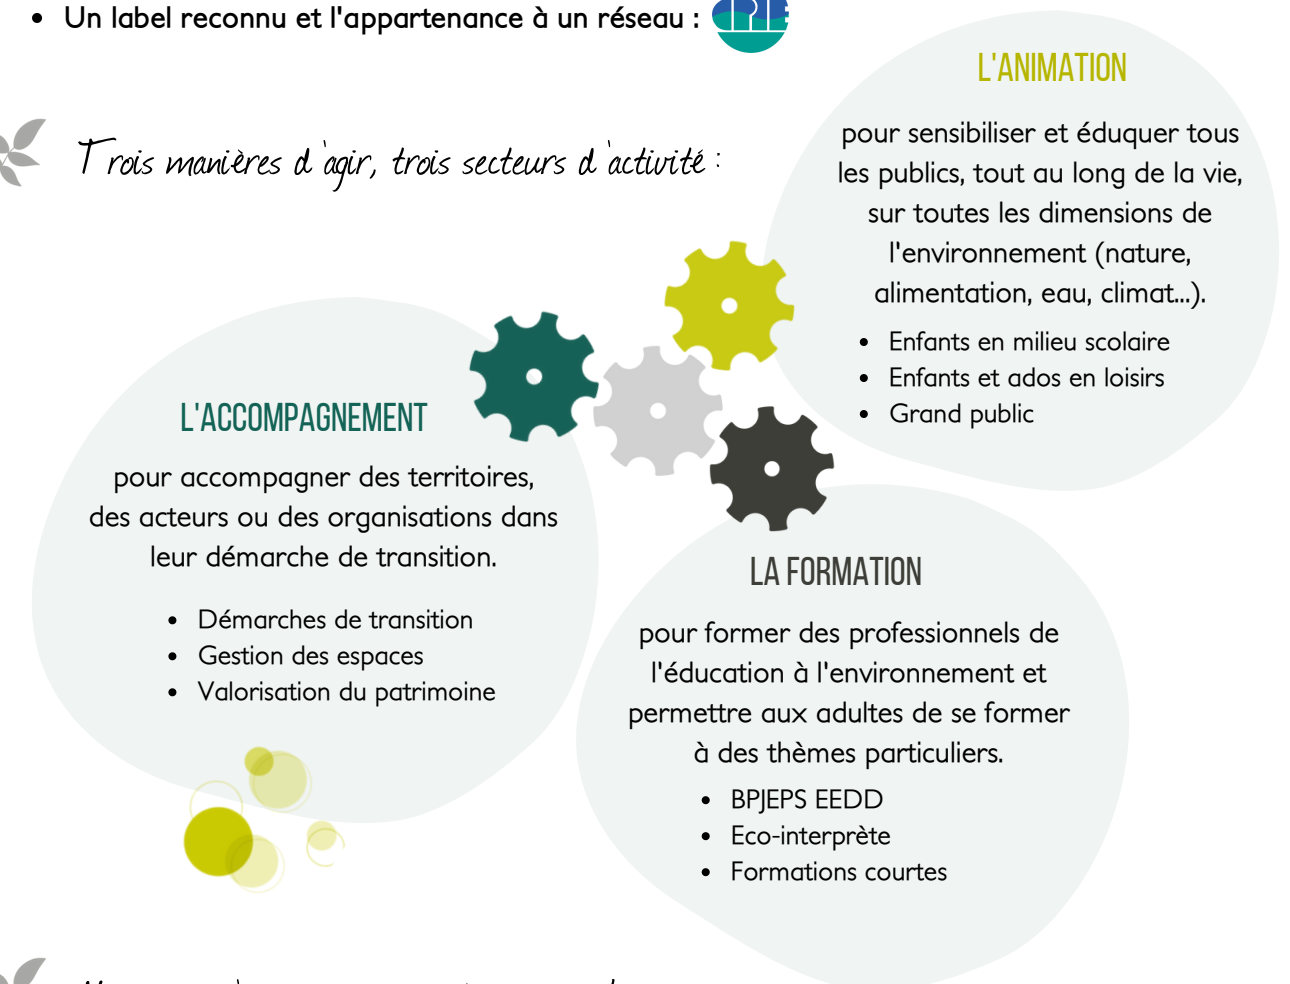 Un label reconnu et l'appartenance à un réseau :
Trois manières d'agir, trois secteurs d'activité :
L'ANIMATION
pour sensibiliser et éduquer tous
les publics, tout au long de la vie,
sur toutes les dimensions de
l'environnement (nature,
alimentation, eau, climat...).
• Enfants en milieu scolaire
• Enfants et ados en loisirs
• Grand public
L'ACCOMPAGNEMENT
pour accompagner des territoires,
des acteurs ou des organisations dans
leur démarche de transition.
• Démarches de transition
• Gestion des espaces
• Valorisation du patrimoine
LA FORMATION
pour former des professionnels de
l'éducation à l'environnement et
permettre aux adultes de se former
à des thèmes particuliers.
• BPJEPS EEDD
• Eco-interprète
• Formations courtes